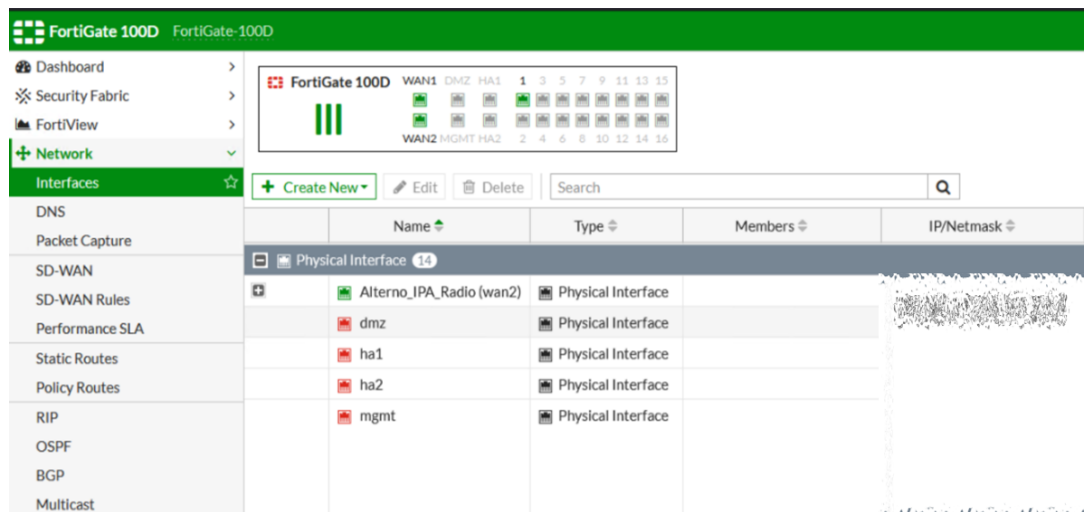 FortiGate 100D FortiGate-100D
Dashboard
Security Fabric
FortiView
Network
Interfaces
DNS
Packet Capture
SD-WAN
SD-WAN Rules
Performance SLA
Static Routes
Policy Routes
RIP
OSPF
BGP
Multicast
FortiGate 100D WAN1 DMZ HA1 1 3 5 7 9 11 13 15
WAN2 MGMT HA2 2 4 6 8 10 12 14 16
Create New Edit Delete Search
Name Type Members IP/Netmask
Physical Interface 14
Alterno_IPA_Radio (wan2) Physical Interface
dmz Physical Interface
ha1 Physical Interface
ha2 Physical Interface
mgmt Physical Interface